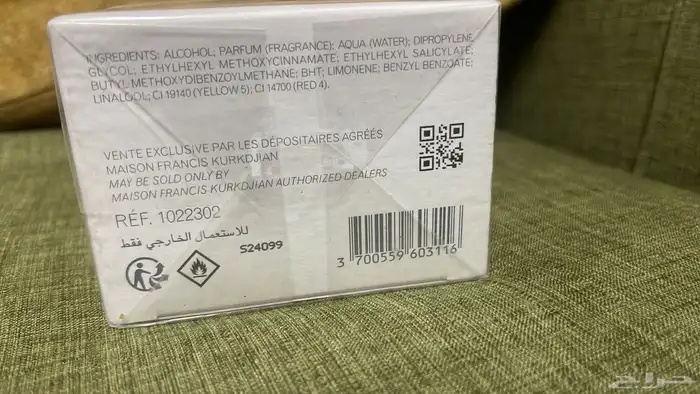 INGREDIENTS: ALCOHOL; PARFUM (FRAGRANCE); AQUA (WATER); DIPROPYLENE
GLYCOL; ETHYLHEXYL METHOXYCINNAMATE; ETHYLHEXYL SALICYLATE;
BUTYL METHOXYDIBENZOYLMETHANE; BHT; LIMONENE; BENZYL BENZOATE;
LINALOOL; CI 19140 (YELLOW 5); CI 14700 (RED 4).
VENTE EXCLUSIVE PAR LES DÉPOSITAIRES AGRÉÉS
MAISON FRANCIS KURKDJIAN
MAY BE SOLD ONLY BY
MAISON FRANCIS KURKDJIAN AUTHORIZED DEALERS
RÉF. 1022302
للاستعمال الخارجي فقط
S24099
3 700559 603116
حراج